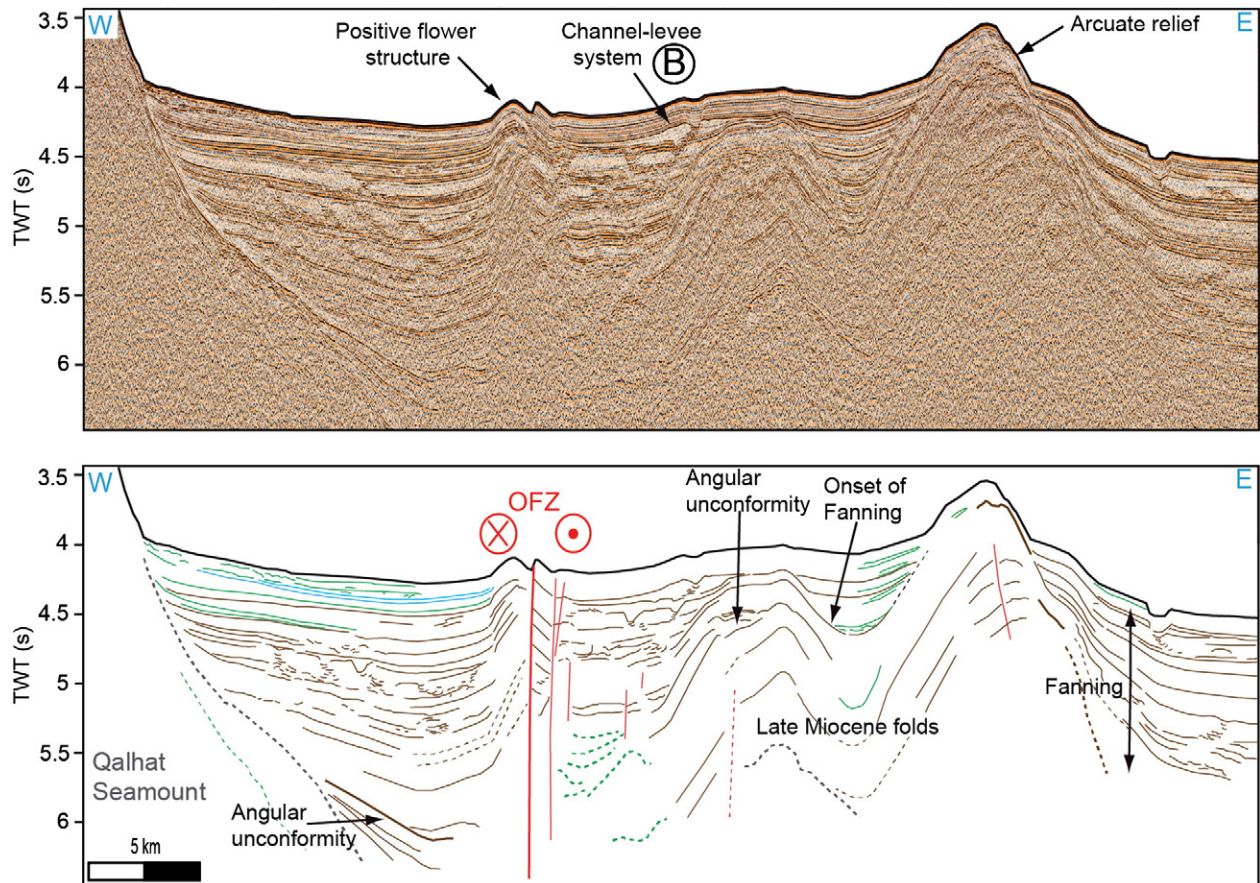 3.5
W
Positive flower
structure
Channel-levee
system
B
Arcuate relief
E
4
4.5
5
5.5
6
TWT (s)
3.5
W
OFZ
Angular
unconformity
Onset of
Fanning
E
4
4.5
5
5.5
6
TWT (s)
Fanning
Late Miocene folds
Qalhat
Seamount
Angular
unconformity
5 km